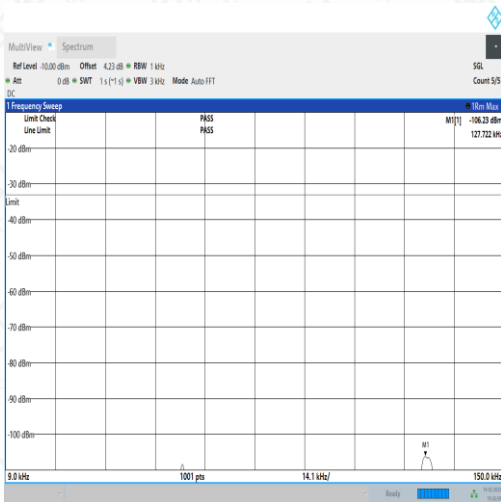 MultiView Spectrum
Ref Level -10.00 dBm Offset 4.23 dB RBW 1 kHz SGL
Att 0 dB SWT 1 s (~1 s) VBW 3 kHz Mode Auto FFT Count 5/5
DC
1 Frequency Sweep 1Rm Max
Limit Check PASS M1[1] -106.23 dBm
Line Limit PASS 127.722 kHz
-20 dBm
-30 dBm
Limit
-40 dBm
-50 dBm
-60 dBm
-70 dBm
-80 dBm
-90 dBm
-100 dBm
M1
9.0 kHz 1001 pts 14.1 kHz/ 150.0 kHz
Ready